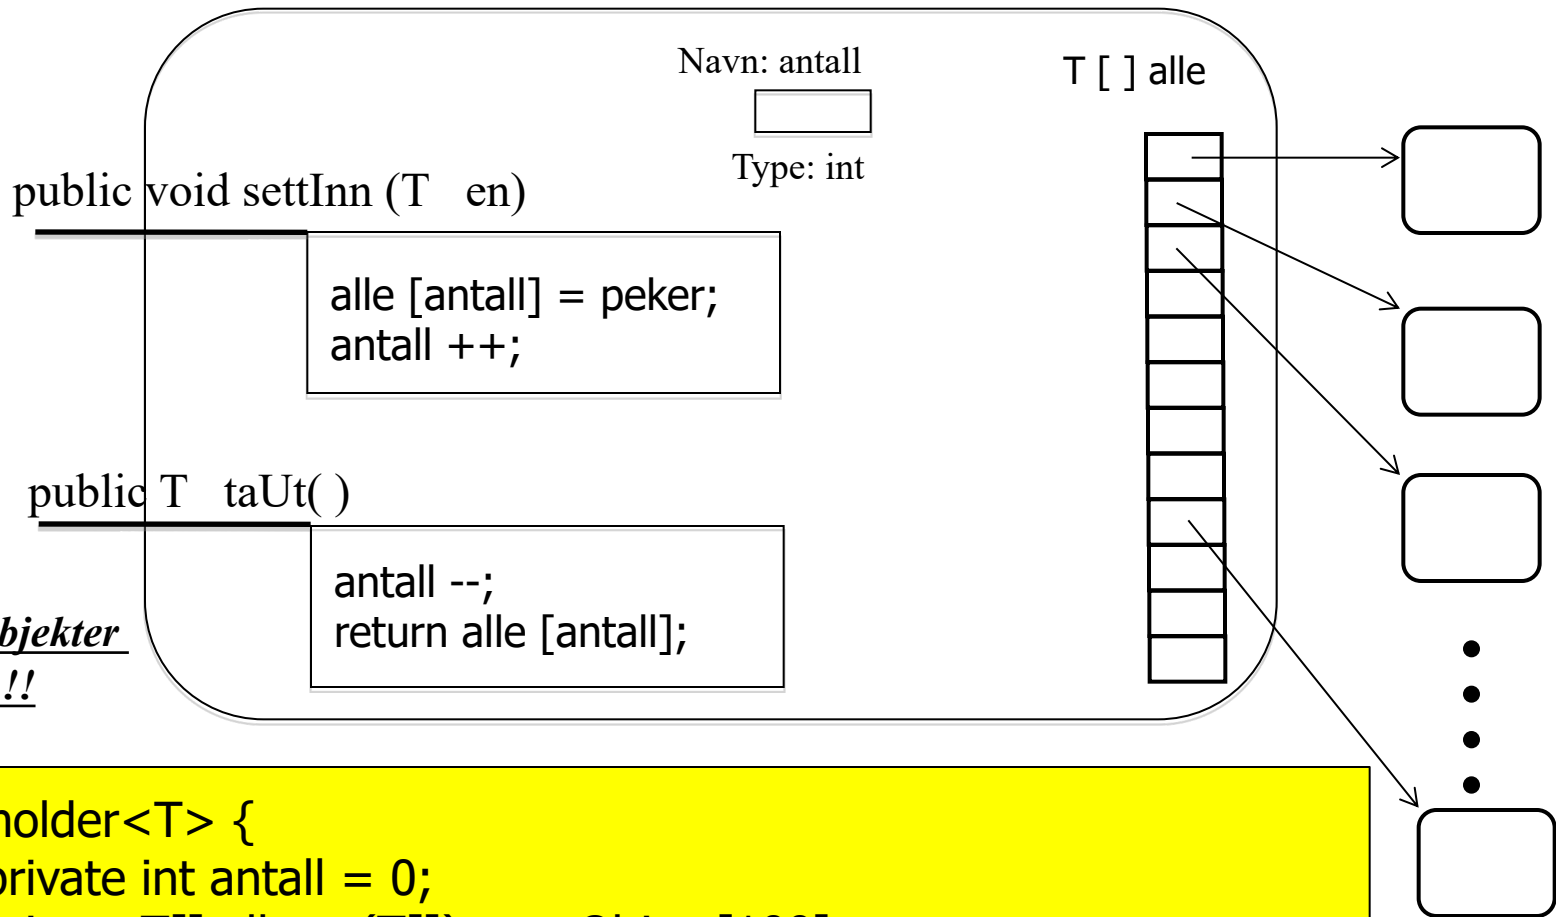 Navn: antall
T [ ] alle
Type: int
public void settInn (T en)
alle [antall] = peker;
antall ++;
public T taUt( )
antall --;
return alle [antall];
bjekter
!!
holder<T> {
private int antall = 0;